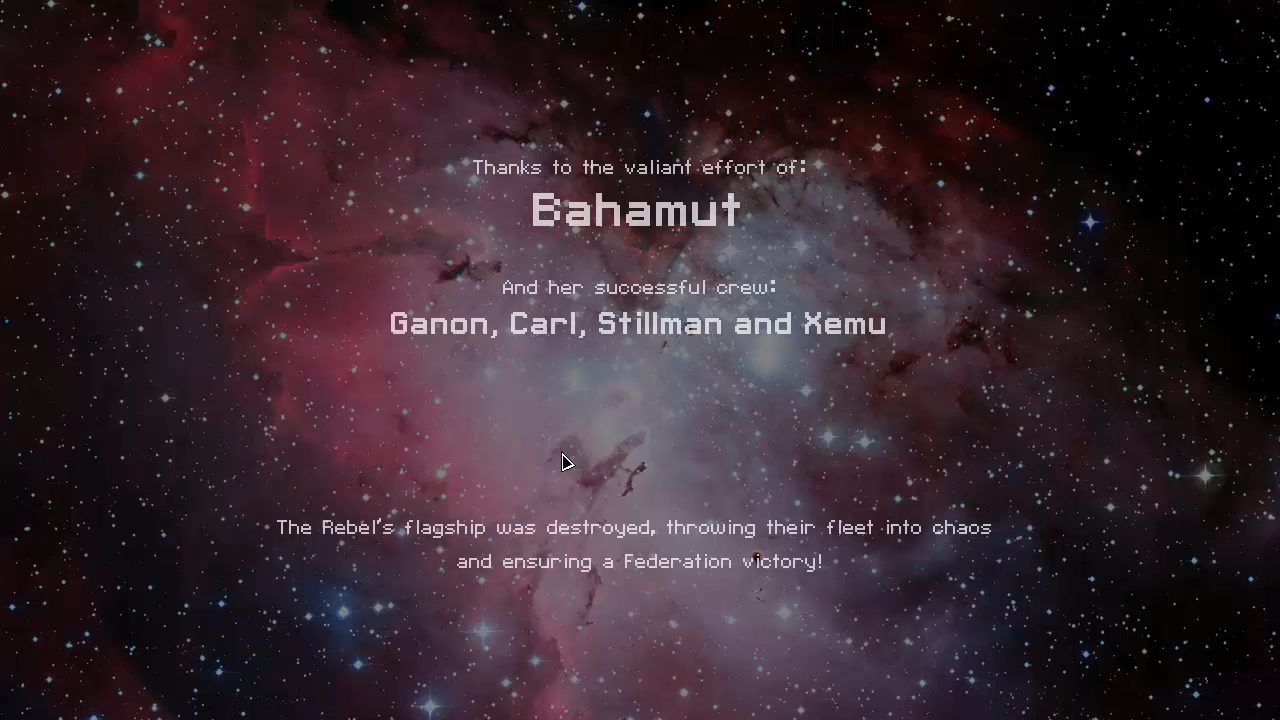 Thanks to the valiant effort of:
Bahamut
And her successful crew:
Ganon, Carl, Stillman and Xemu
The Rebel's flagship was destroyed, throwing their fleet into chaos
and ensuring a Federation victory!